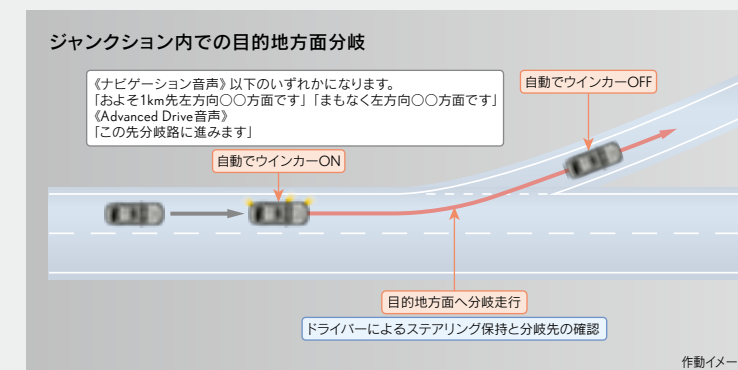 ジャンクション内での目的地方面分岐
《ナビゲーション音声》以下のいずれかになります。
「およそ1km先左方向〇〇方面です」「まもなく左方向〇〇方面です」
《Advanced Drive音声》
「この先分岐路に進みます」
自動でウインカーOFF
自動でウインカーON
目的地方面へ分岐走行
ドライバーによるステアリング保持と分岐先の確認
作動イメー